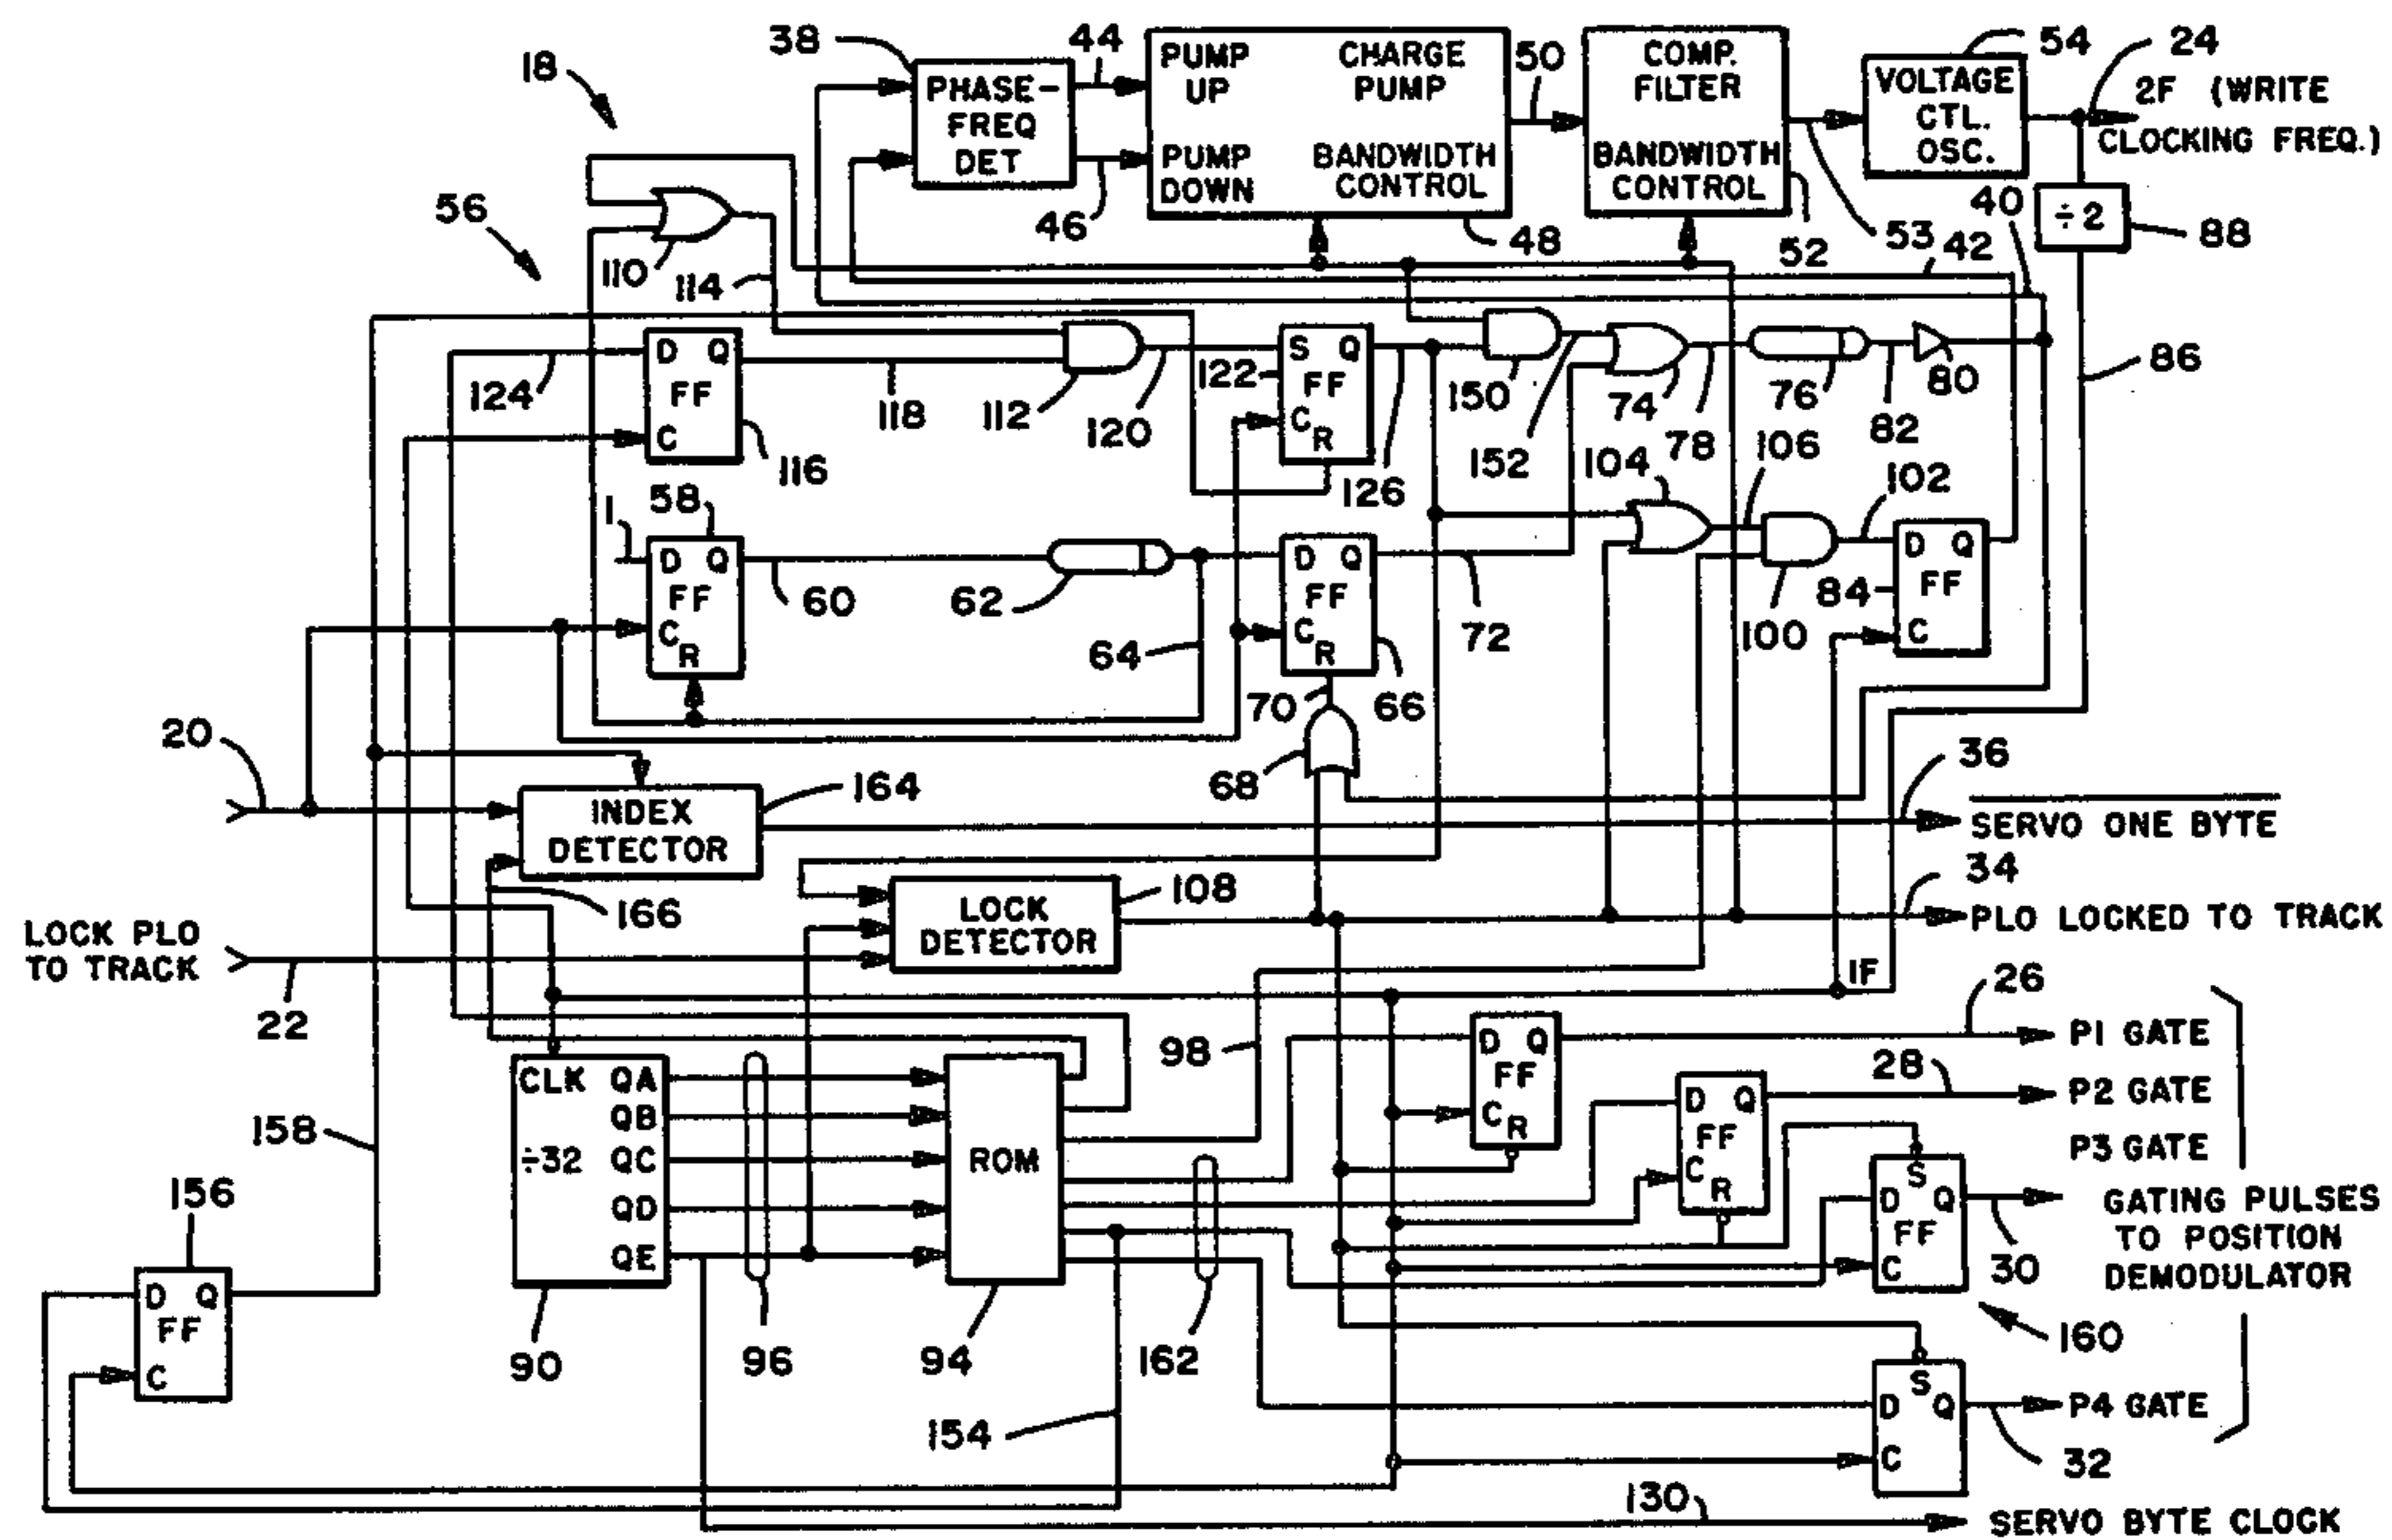 18
38
PHASE-
FREQ
DET
44
46
PUMP
UP
CHARGE
PUMP
PUMP
DOWN
BANDWIDTH
CONTROL
48
50
COMP.
FILTER
BANDWIDTH
CONTROL
52
53
54
VOLTAGE
CTL.
OSC.
24
2F (WRITE
CLOCKING FREQ.)
40
42
÷2
88
86
56
110
114
124
D Q
FF
C
116
118
112
120
122
S Q
FF
C
R
126
150
152
74
78
76
82
80
1
58
D Q
FF
C
R
60
62
64
D Q
FF
C
R
66
70
68
72
104
106
100
102
84
D Q
FF
C
20
INDEX
DETECTOR
164
166
36
SERVO ONE BYTE
LOCK PLO
TO TRACK
22
LOCK
DETECTOR
108
34
PLO LOCKED TO TRACK
1F
158
156
D Q
FF
C
CLK QA
QB
÷32 QC
QD
QE
90
96
ROM
94
98
162
154
D Q
FF
C
R
26
P1 GATE
D Q
FF
C
R
28
P2 GATE
P3 GATE
S
D Q
FF
C
30
GATING PULSES
TO POSITION
DEMODULATOR
160
S
D Q
C
32
P4 GATE
130
SERVO BYTE CLOCK